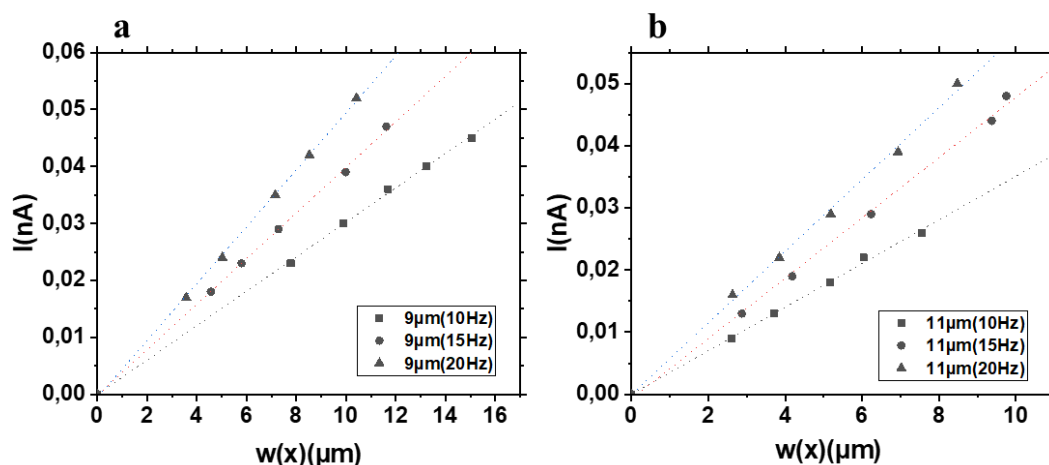 a
0,06
0,05
0,04
0,03
0,02
0,01
0,00
I(nA)
0 2 4 6 8 10 12 14 16
w(x)(µm)
9µm(10Hz)
9µm(15Hz)
9µm(20Hz)
b
0,05
0,04
0,03
0,02
0,01
0,00
I(nA)
0 2 4 6 8 10
w(x)(µm)
11µm(10Hz)
11µm(15Hz)
11µm(20Hz)